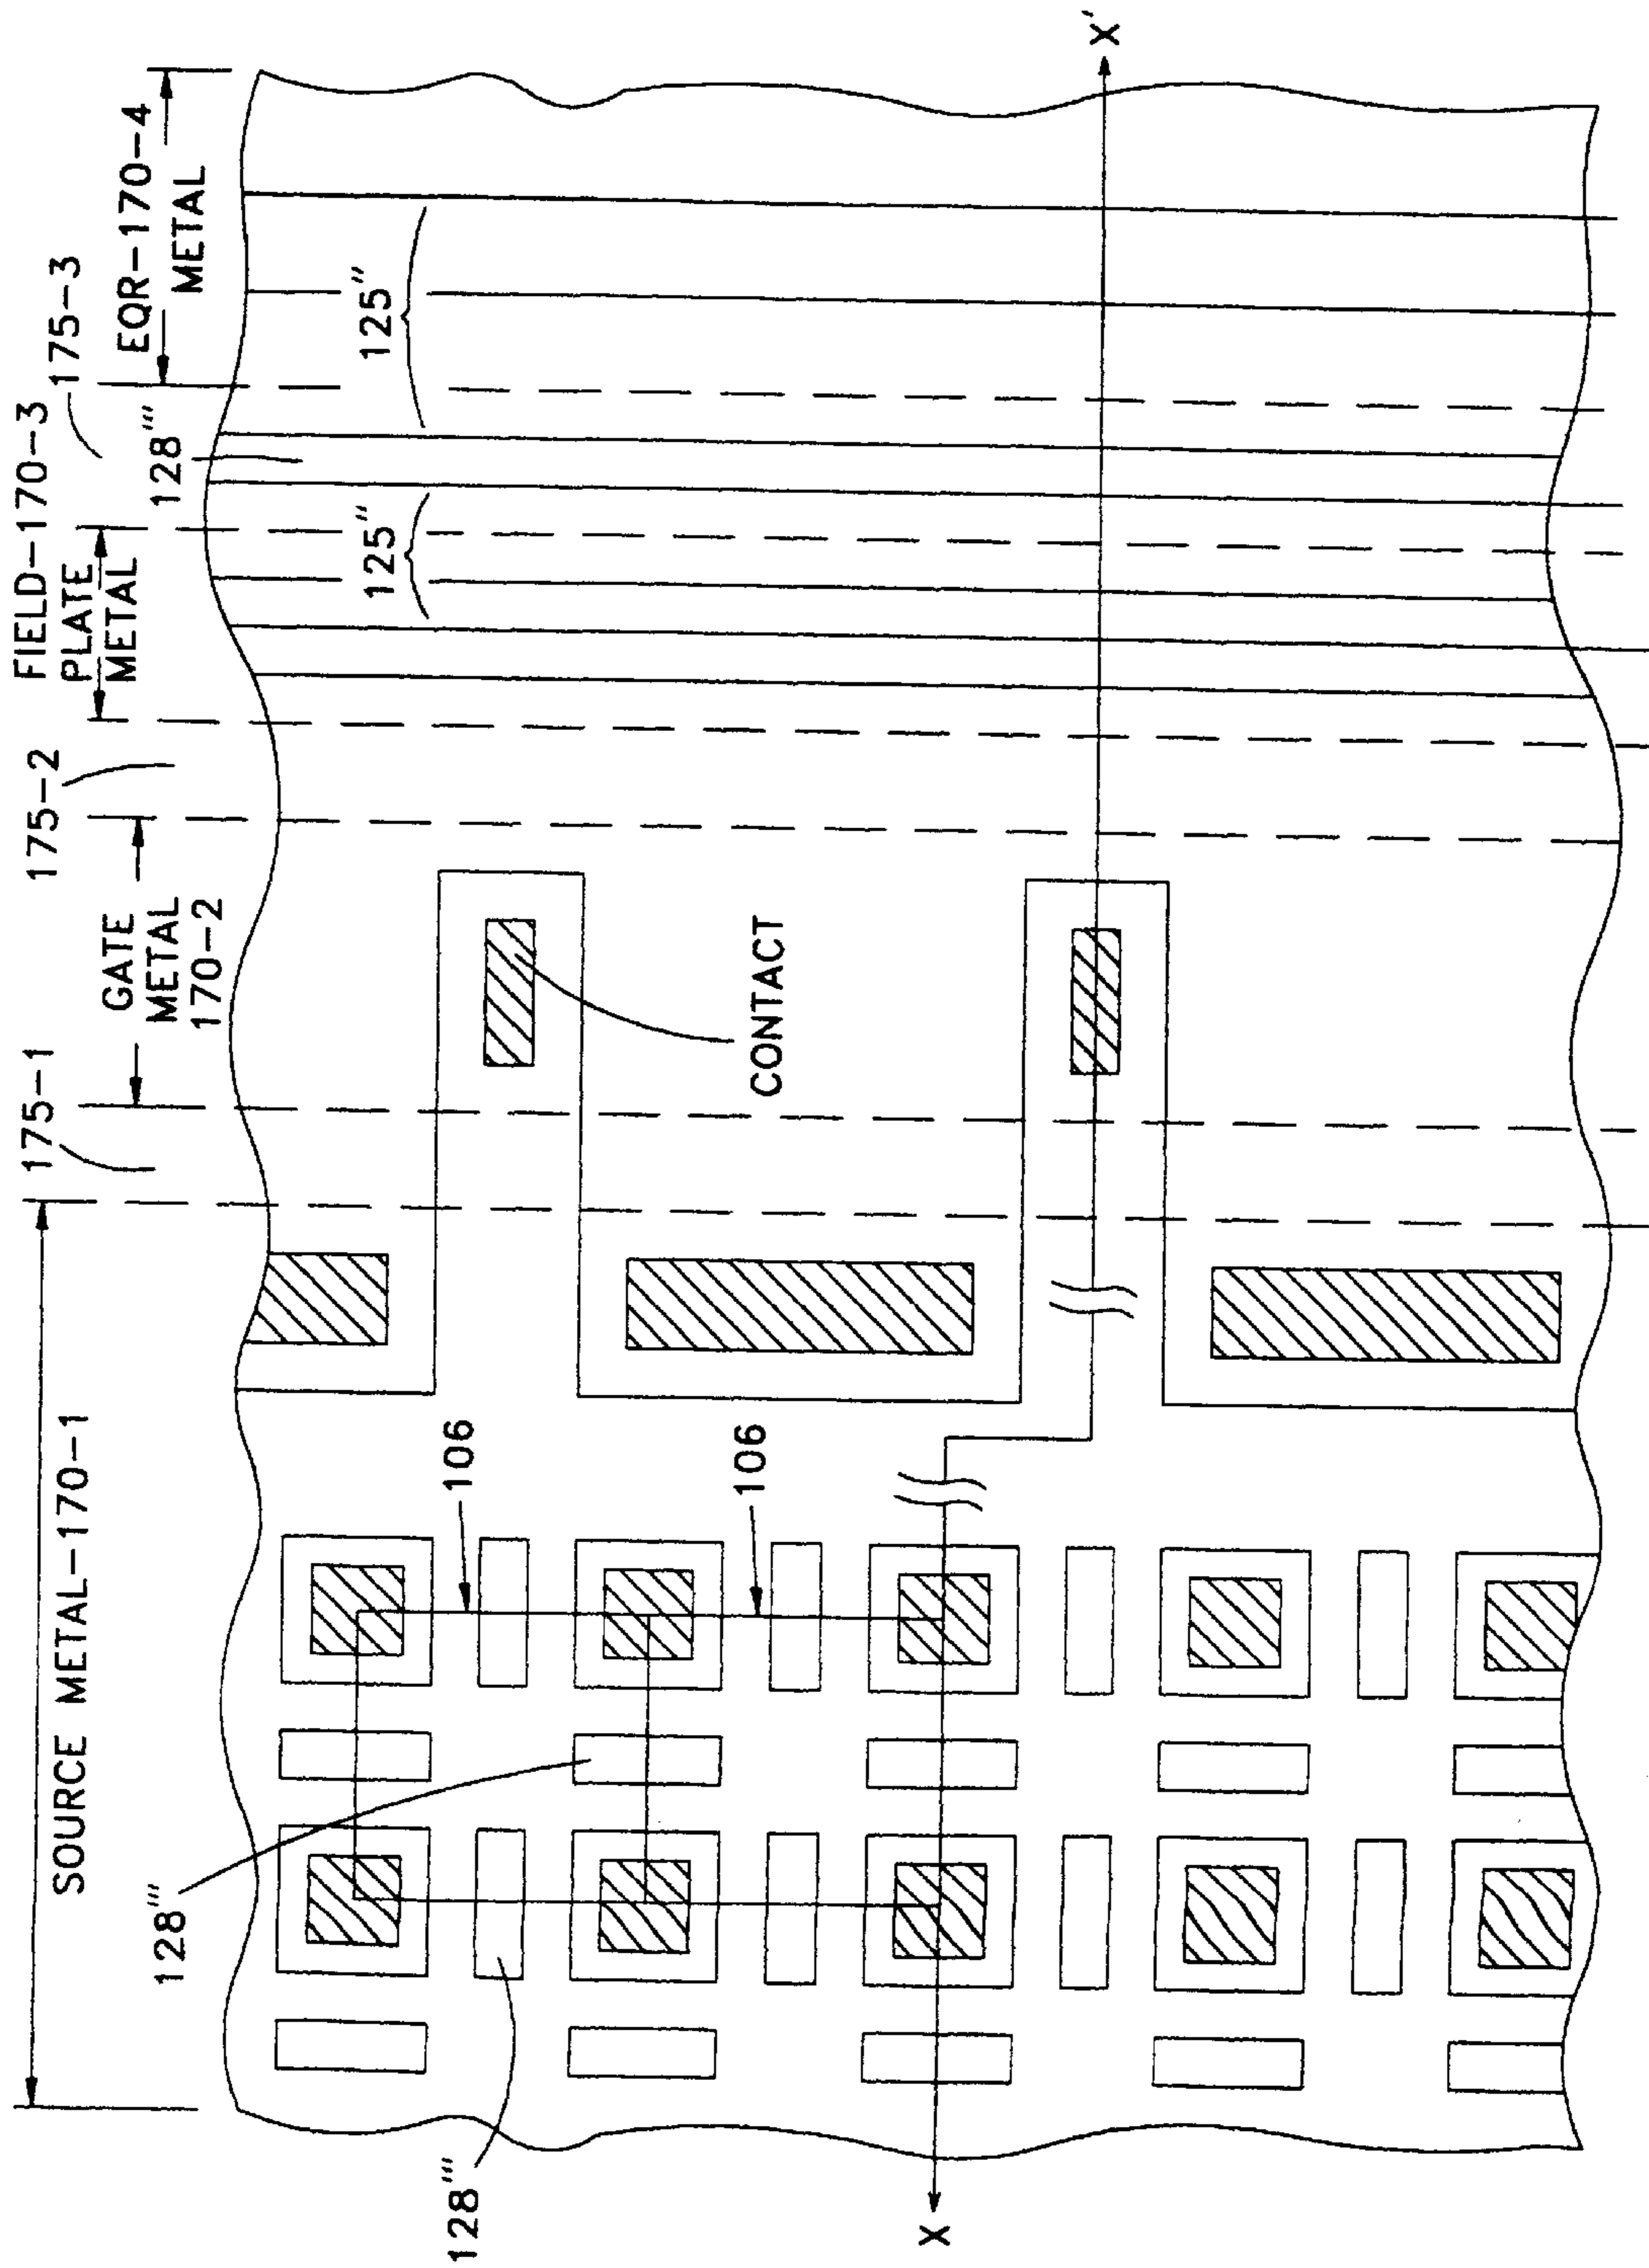 SOURCE METAL-170-1
175-1
GATE
METAL
170-2
175-2
FIELD-170-3
PLATE
METAL
175-3
EQR-170-4
METAL
128'''
125''
125''
CONTACT
106
106
128'''
128'''
X
X'